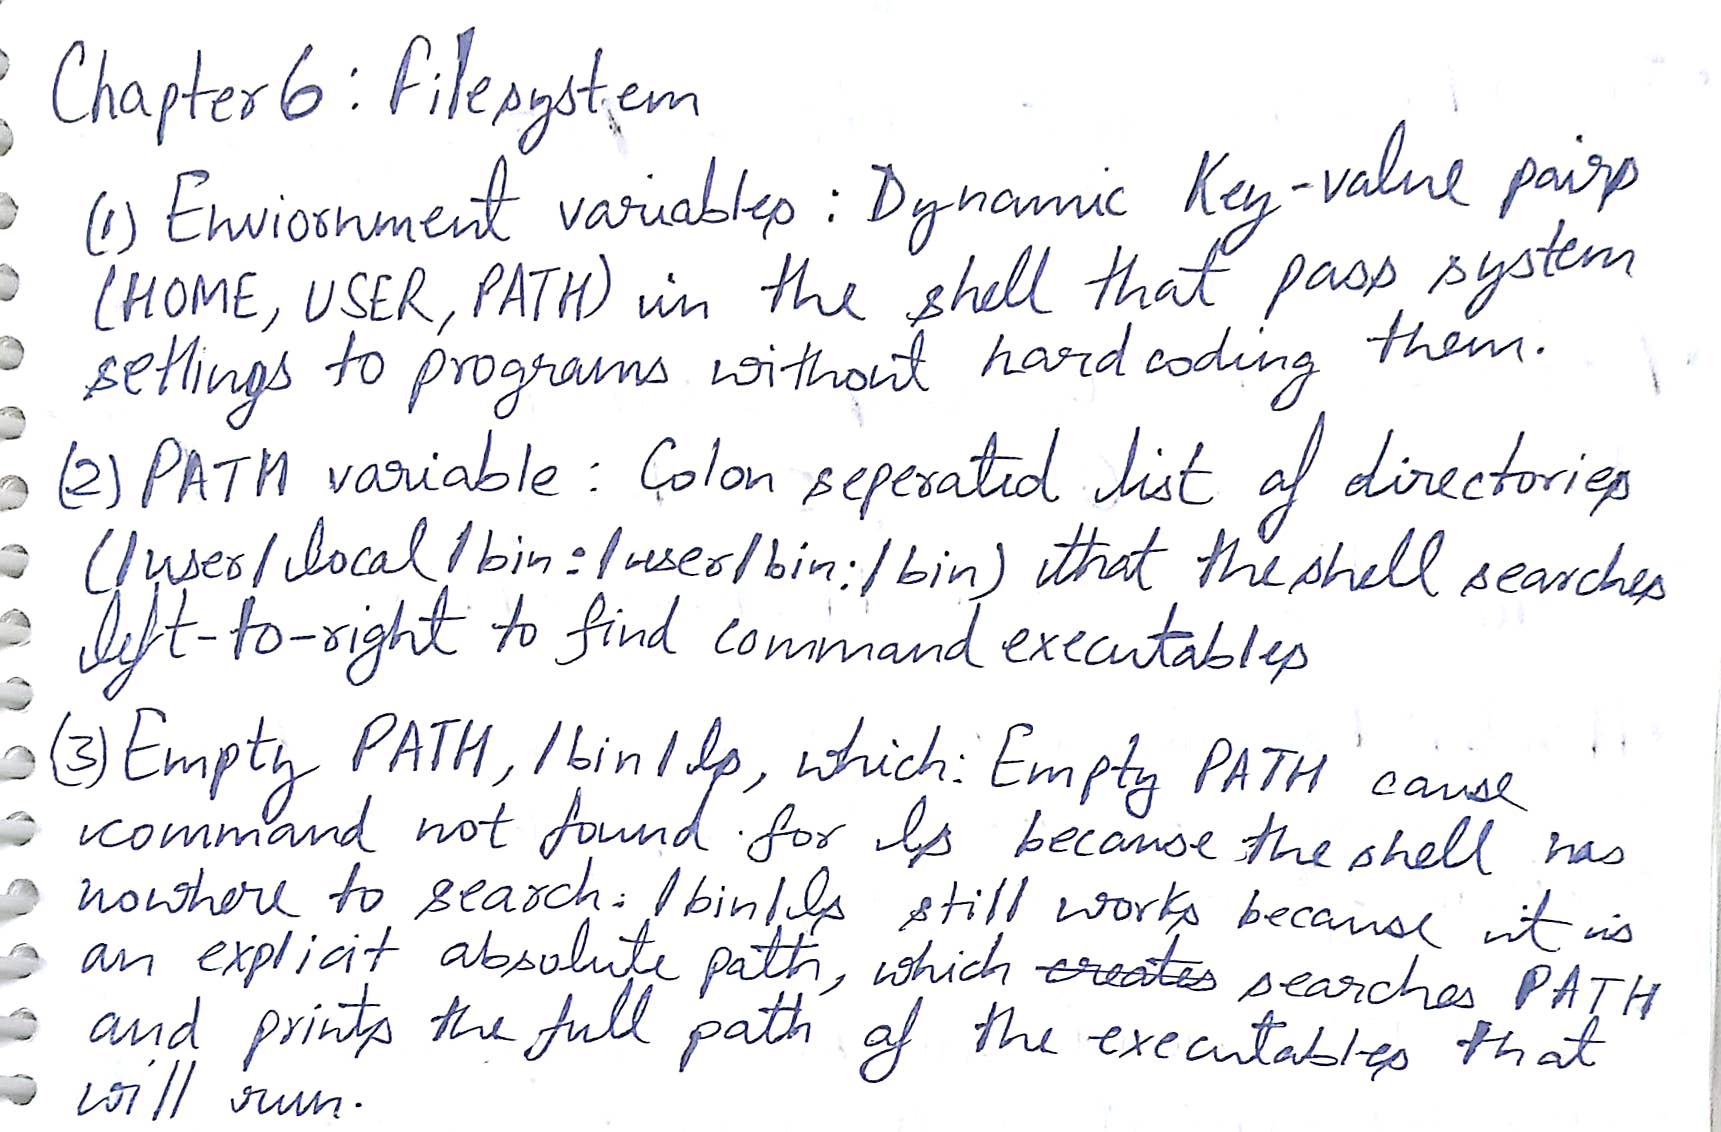 Chapter 6 : Filesystem
(1) Enviornment variables : Dynamic Key-value pairs
(HOME, USER, PATH) in the shell that pass system
settings to programs without hard coding them.
(2) PATH variable : Colon seperated list of directories
(/user/local/bin:/user/bin:/bin) that the shell searches
left-to-right to find command executables
(3) Empty PATH, /bin/ls, which: Empty PATH cause
command not found for ls because the shell has
nowhere to search. /bin/ls still works because it is
an explicit absolute path, which creates searches PATH
and prints the full path of the executables that
will run.